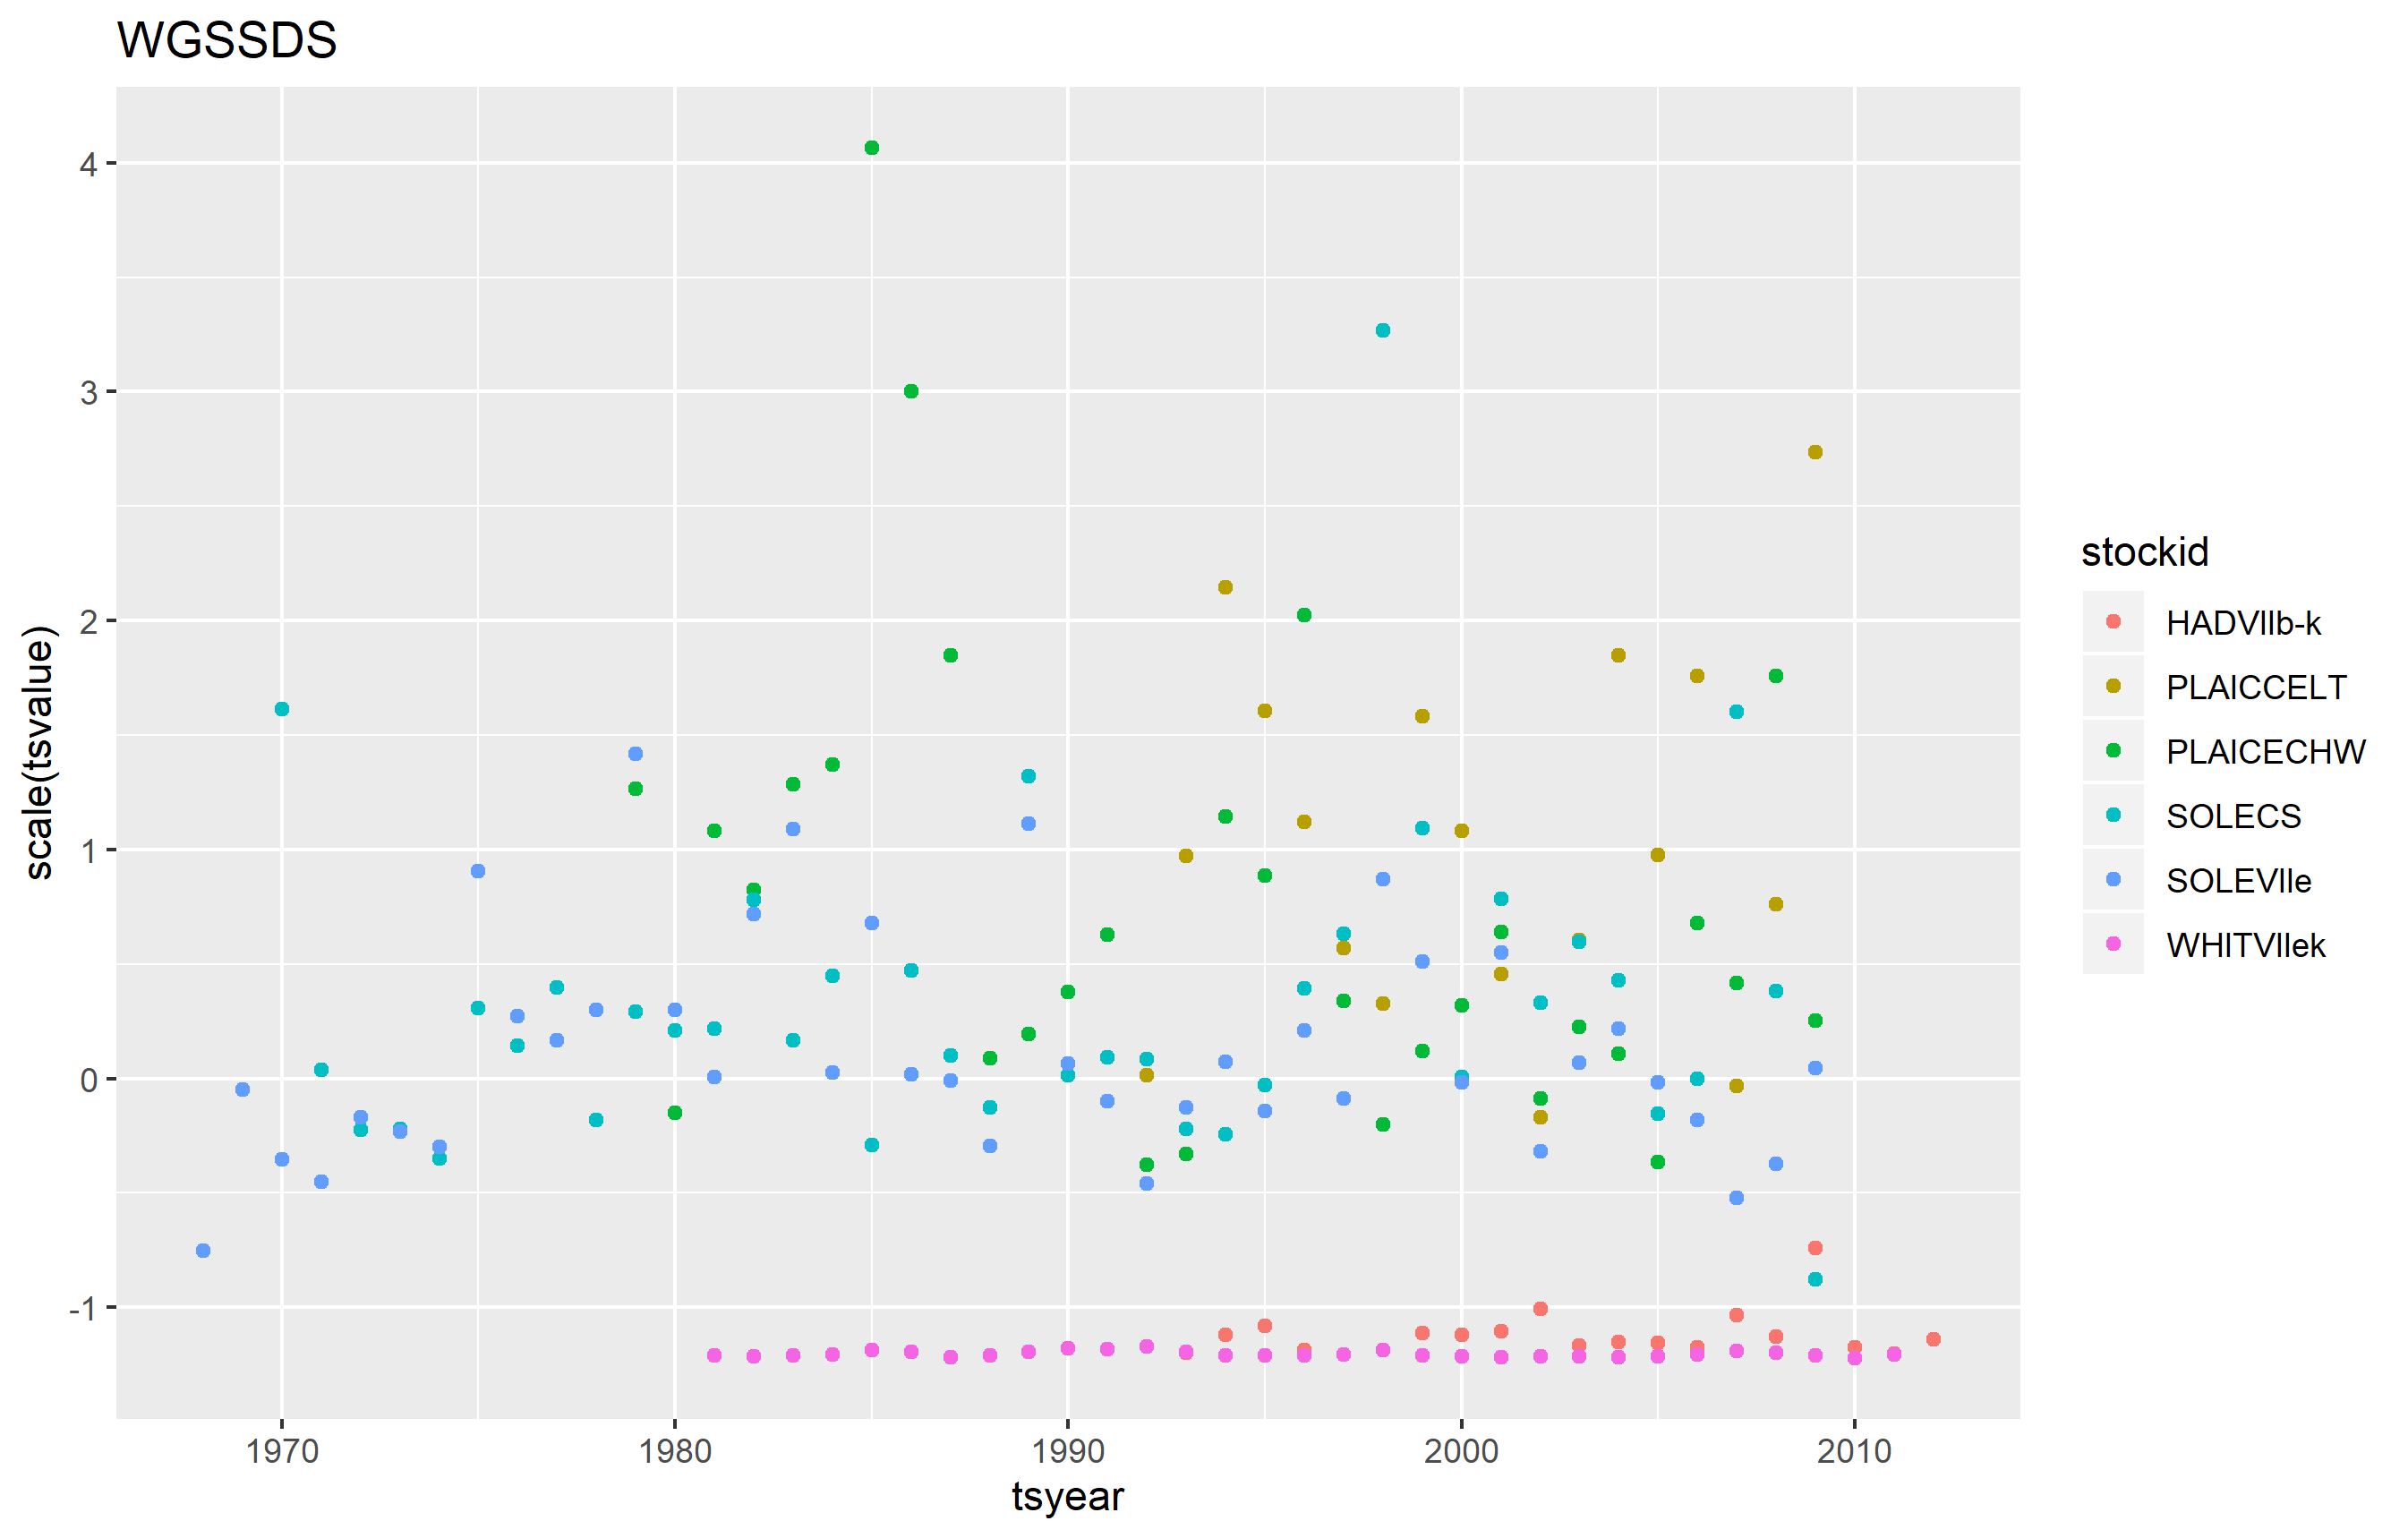 WGSSDS
4
3
2
1
0
-1
scale(tsvalue)
1970
1980
1990
2000
2010
tsyear
stockid
HADVIIb-k
PLAICCELT
PLAICECHW
SOLECS
SOLEVIIe
WHITVIIek